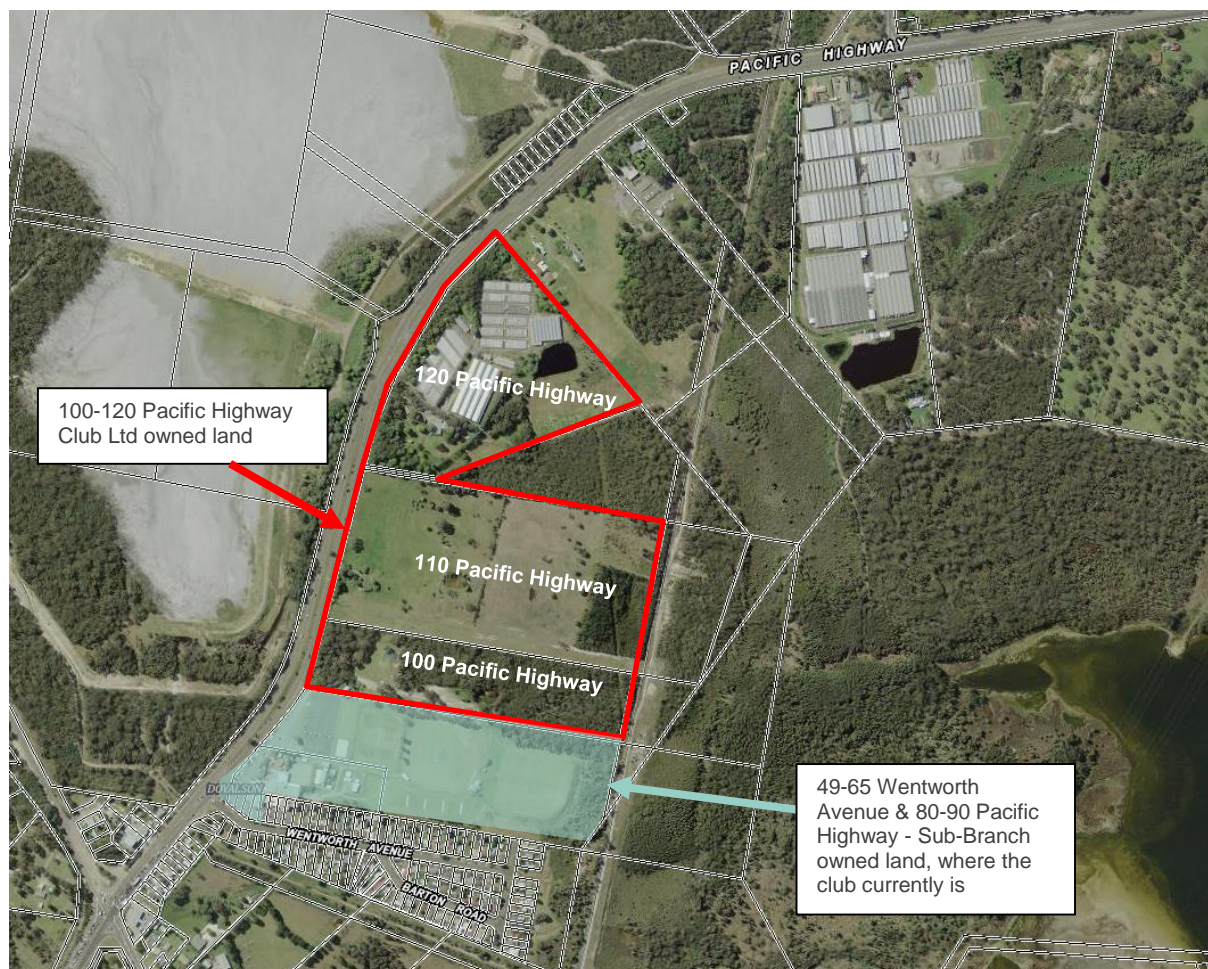 PACIFIC HIGHWAY
120 Pacific Highway
100-120 Pacific Highway
Club Ltd owned land
110 Pacific Highway
100 Pacific Highway
DOYALSON
49-65 Wentworth
Avenue & 80-90 Pacific
Highway - Sub-Branch
owned land, where the
club currently is
WENTWORTH AVENUE
BARTON ROAD